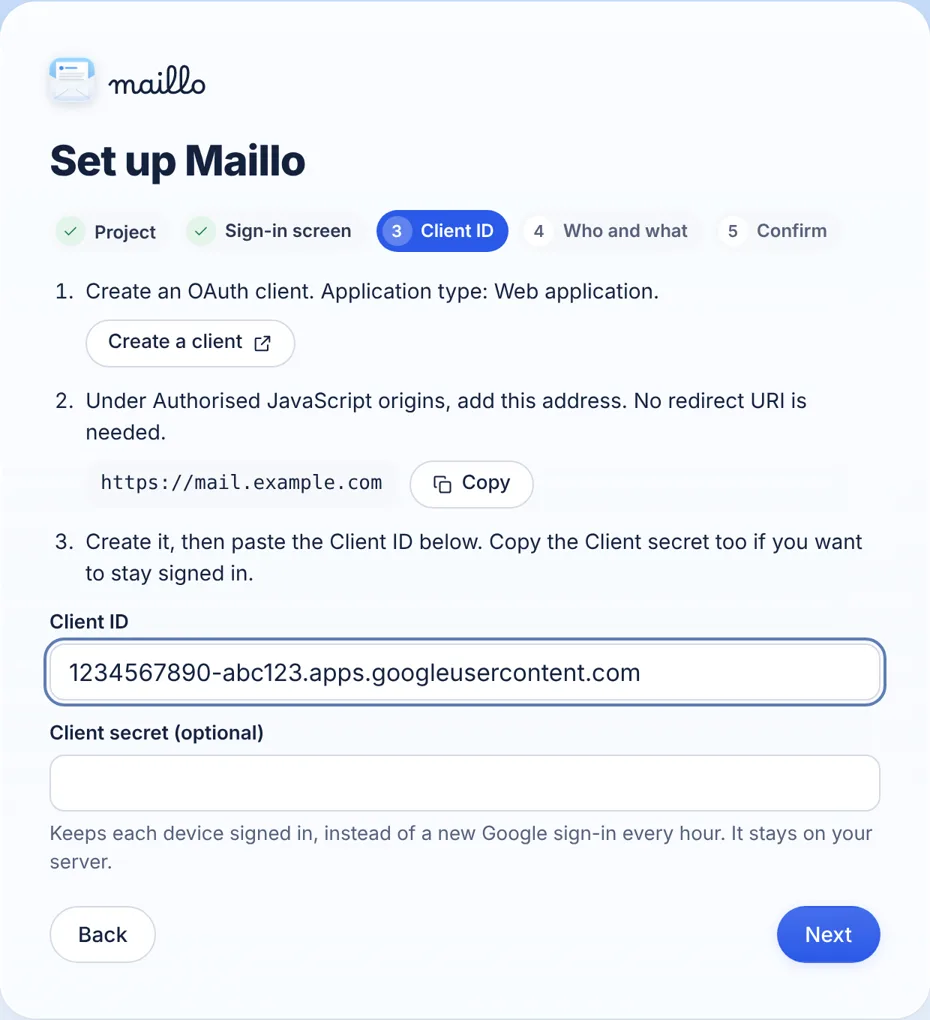 maillo
Set up Maillo
Project
Sign-in screen
3 Client ID
4 Who and what
5 Confirm
1. Create an OAuth client. Application type: Web application.
Create a client
2. Under Authorised JavaScript origins, add this address. No redirect URI is
needed.
https://mail.example.com
Copy
3. Create it, then paste the Client ID below. Copy the Client secret too if you want
to stay signed in.
Client ID
1234567890-abc123.apps.googleusercontent.com
Client secret (optional)
Keeps each device signed in, instead of a new Google sign-in every hour. It stays on your
server.
Back
Next